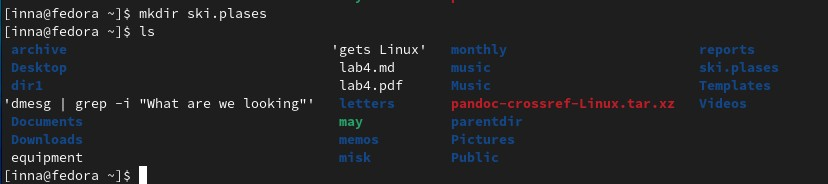 [inna@fedora ~]$ mkdir ski.plases
[inna@fedora ~]$ ls
archive 'gets Linux' monthly reports
Desktop lab4.md music ski.plases
dir1 lab4.pdf Music Templates
'dmesg | grep -i "What are we looking"' letters pandoc-crossref-Linux.tar.xz Videos
Documents may parentdir
Downloads memos Pictures
equipment misk Public
[inna@fedora ~]$